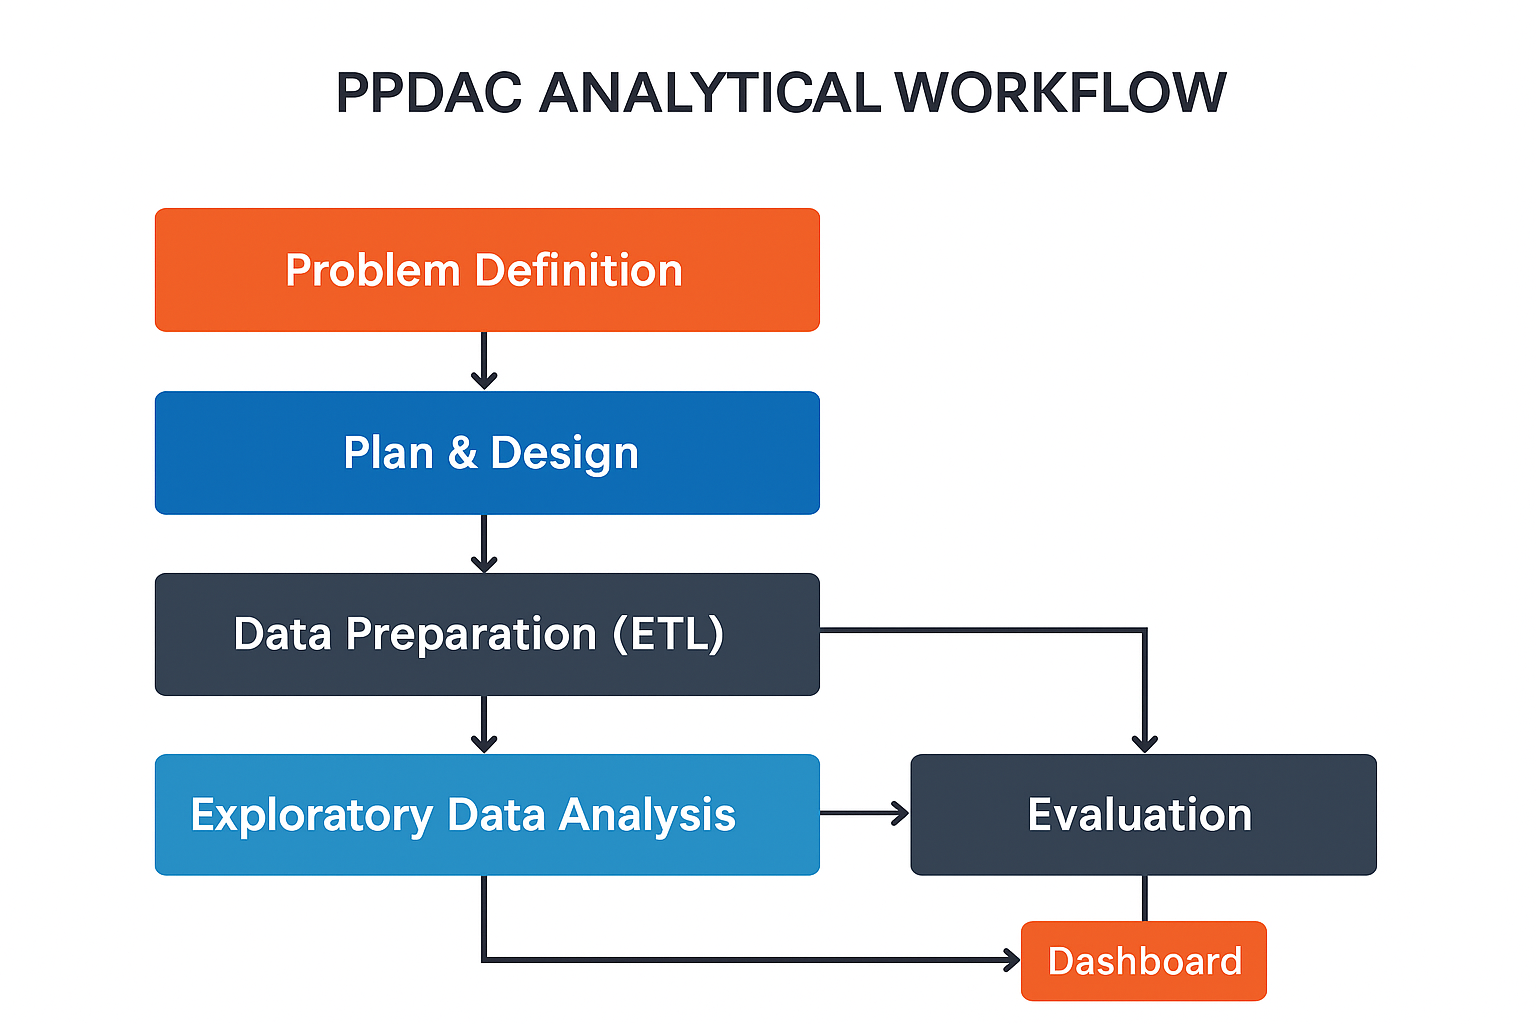 PPDAC ANALYTICAL WORKFLOW
Problem Definition
Plan & Design
Data Preparation (ETL)
Exploratory Data Analysis
Evaluation
Dashboard